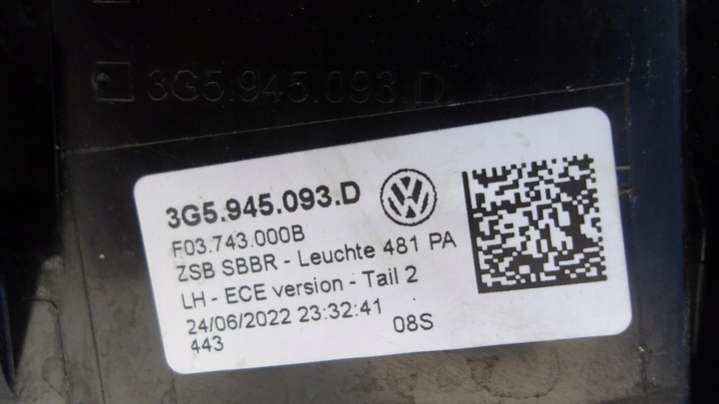 3G5.945.093.D
3G5.945.093.D
F03.743.000B
ZSB SBBR - Leuchte 481 PA
LH - ECE version - Tail 2
24/06/2022 23:32:41
443 08S